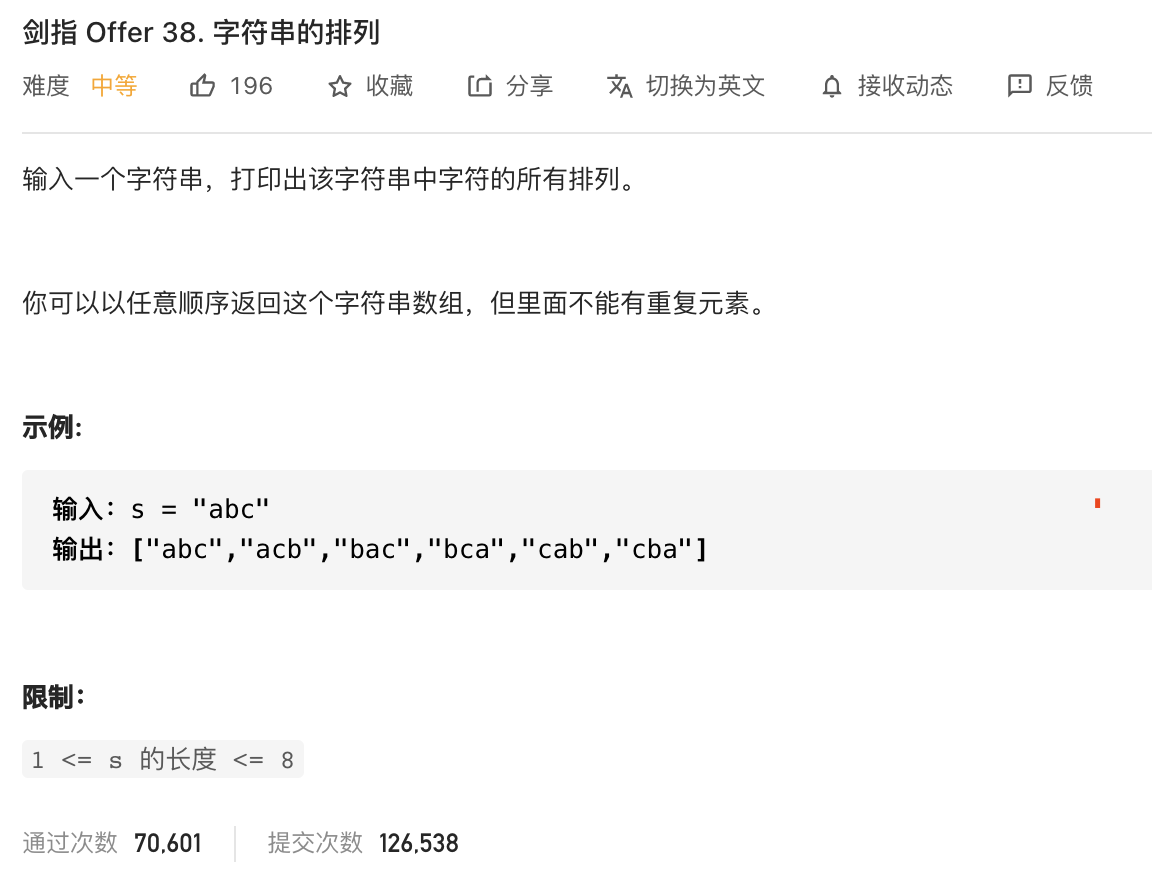 剑指 Offer 38. 字符串的排列
难度 中等 196 收藏 分享 切换为英文 接收动态 反馈
输入一个字符串，打印出该字符串中字符的所有排列。
你可以以任意顺序返回这个字符串数组，但里面不能有重复元素。
示例:
输入：s = "abc"
输出：["abc","acb","bac","bca","cab","cba"]
限制：
1 <= s 的长度 <= 8
通过次数 70,601 提交次数 126,538